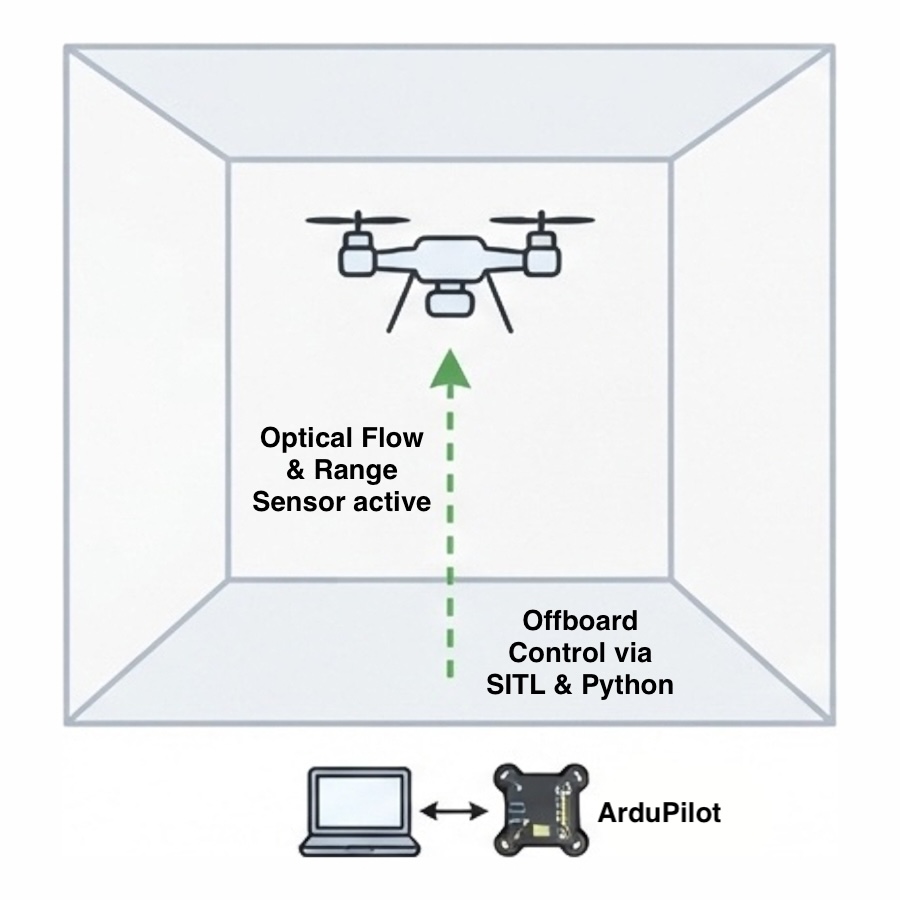 Optical Flow
& Range
Sensor active
Offboard
Control via
SITL & Python
ArduPilot